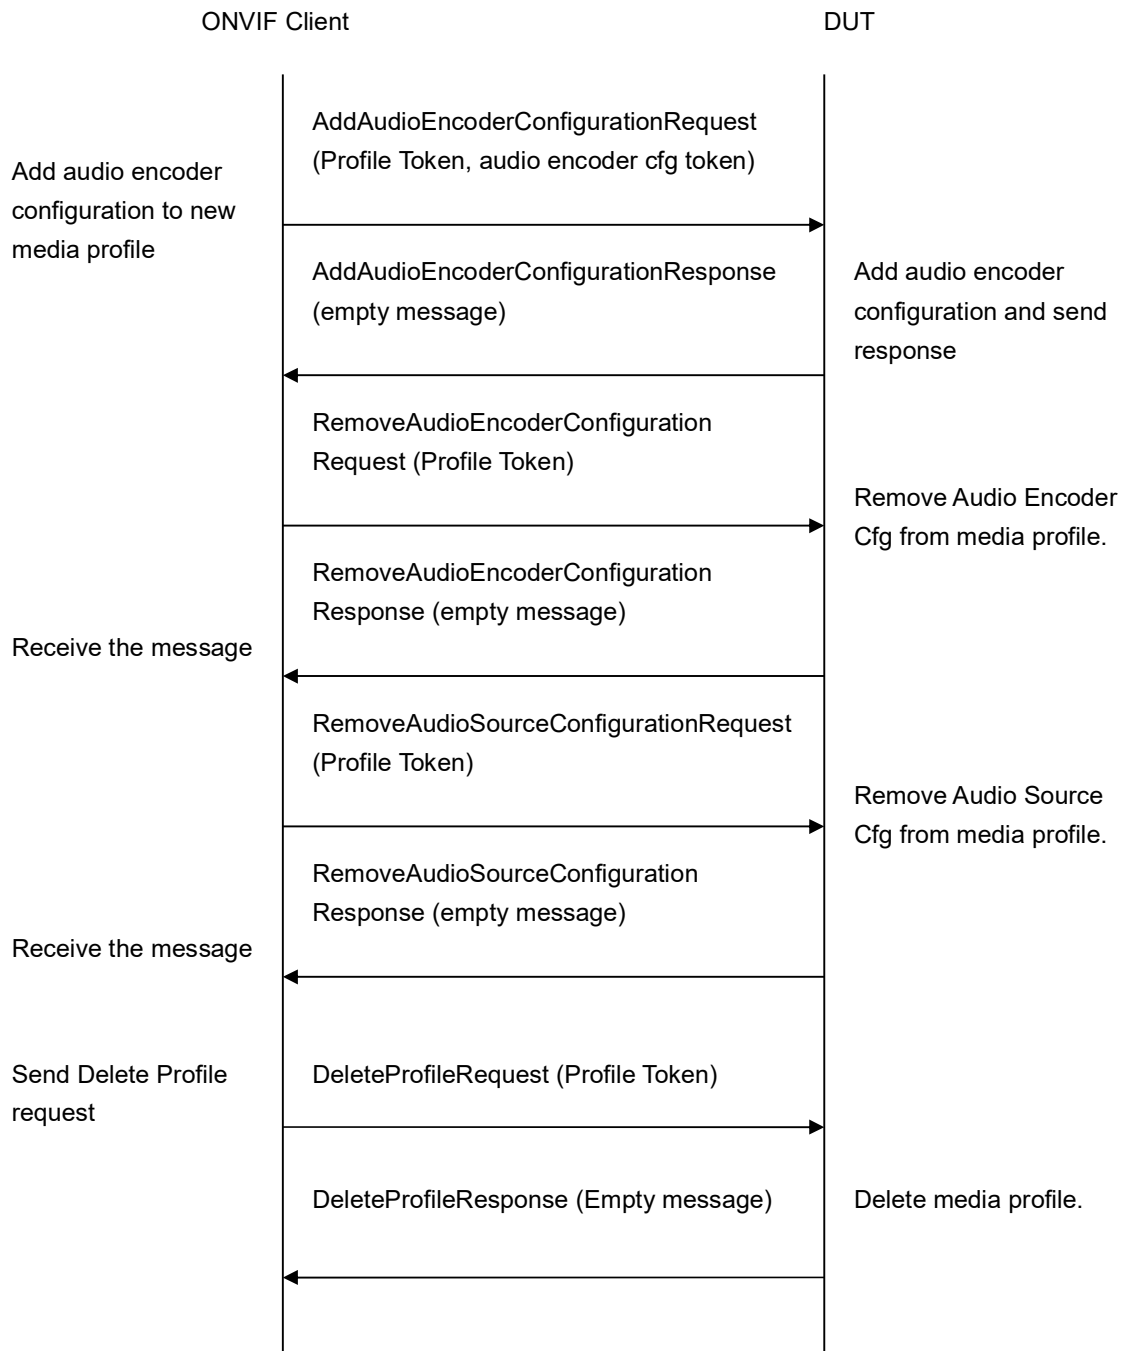 ONVIF Client
DUT
AddAudioEncoderConfigurationRequest
(Profile Token, audio encoder cfg token)
Add audio encoder
configuration to new
media profile
AddAudioEncoderConfigurationResponse
(empty message)
Add audio encoder
configuration and send
response
RemoveAudioEncoderConfiguration
Request (Profile Token)
Remove Audio Encoder
Cfg from media profile.
RemoveAudioEncoderConfiguration
Response (empty message)
Receive the message
RemoveAudioSourceConfigurationRequest
(Profile Token)
Remove Audio Source
Cfg from media profile.
RemoveAudioSourceConfiguration
Response (empty message)
Receive the message
Send Delete Profile
request
DeleteProfileRequest (Profile Token)
DeleteProfileResponse (Empty message)
Delete media profile.